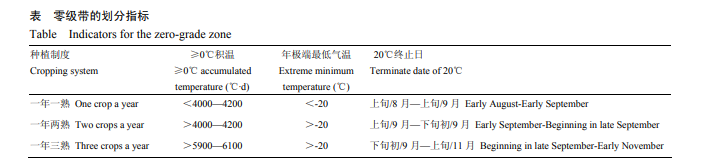 表 零级带的划分指标
Table Indicators for the zero-grade zone
种植制度 ≥0℃积温 年极端最低气温 20℃终止日
Cropping system ≥0℃ accumulated Extreme minimum Terminate date of 20℃
temperature (℃·d) temperature (℃)
一年一熟 One crop a year <4000—4200 <-20 上旬/8 月—上旬/9 月 Early August-Early September
一年两熟 Two crops a year >4000—4200 >-20 上旬/9 月—下旬初/9 月 Early September-Beginning in late September
一年三熟 Three crops a year >5900—6100 >-20 下旬初/9 月—上旬/11 月 Beginning in late September-Early November